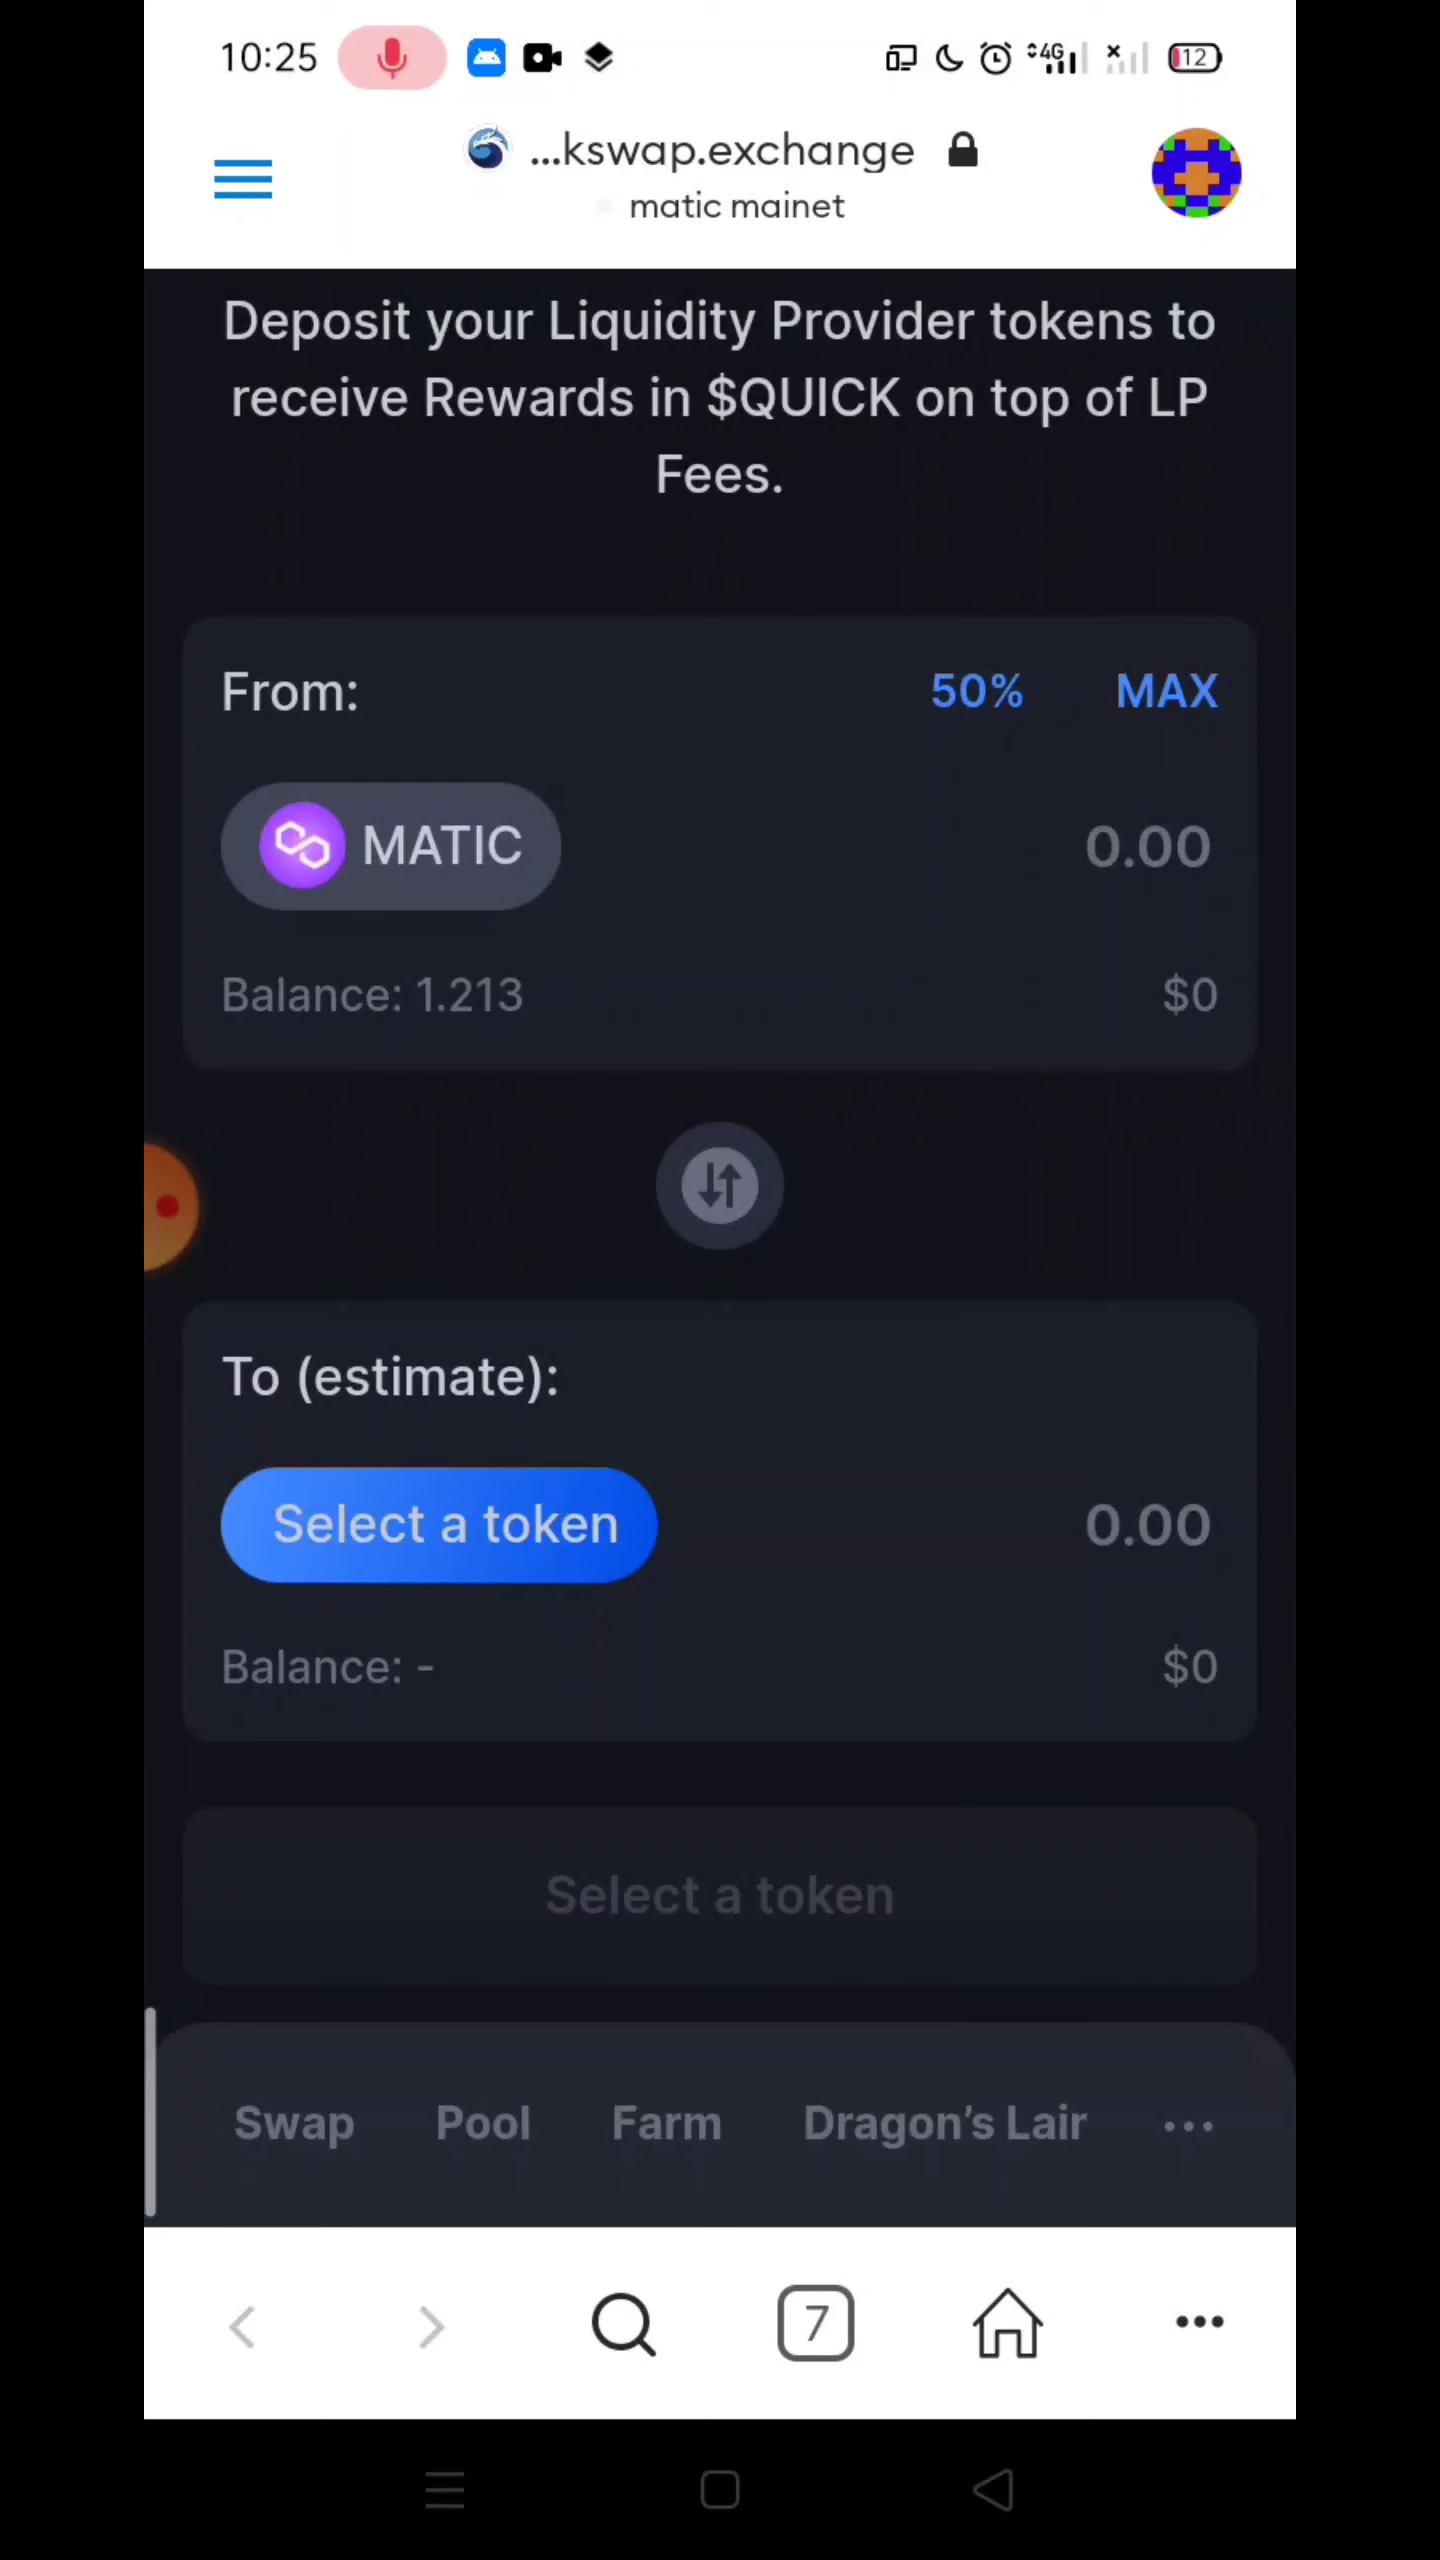 10:25
4G
12
...kswap.exchange
matic mainet
Deposit your Liquidity Provider tokens to
receive Rewards in $QUICK on top of LP
Fees.
From:
50%
MAX
MATIC
0.00
Balance: 1.213
$0
To (estimate):
Select a token
0.00
Balance: -
$0
Select a token
Swap
Pool
Farm
Dragon’s Lair
...
7